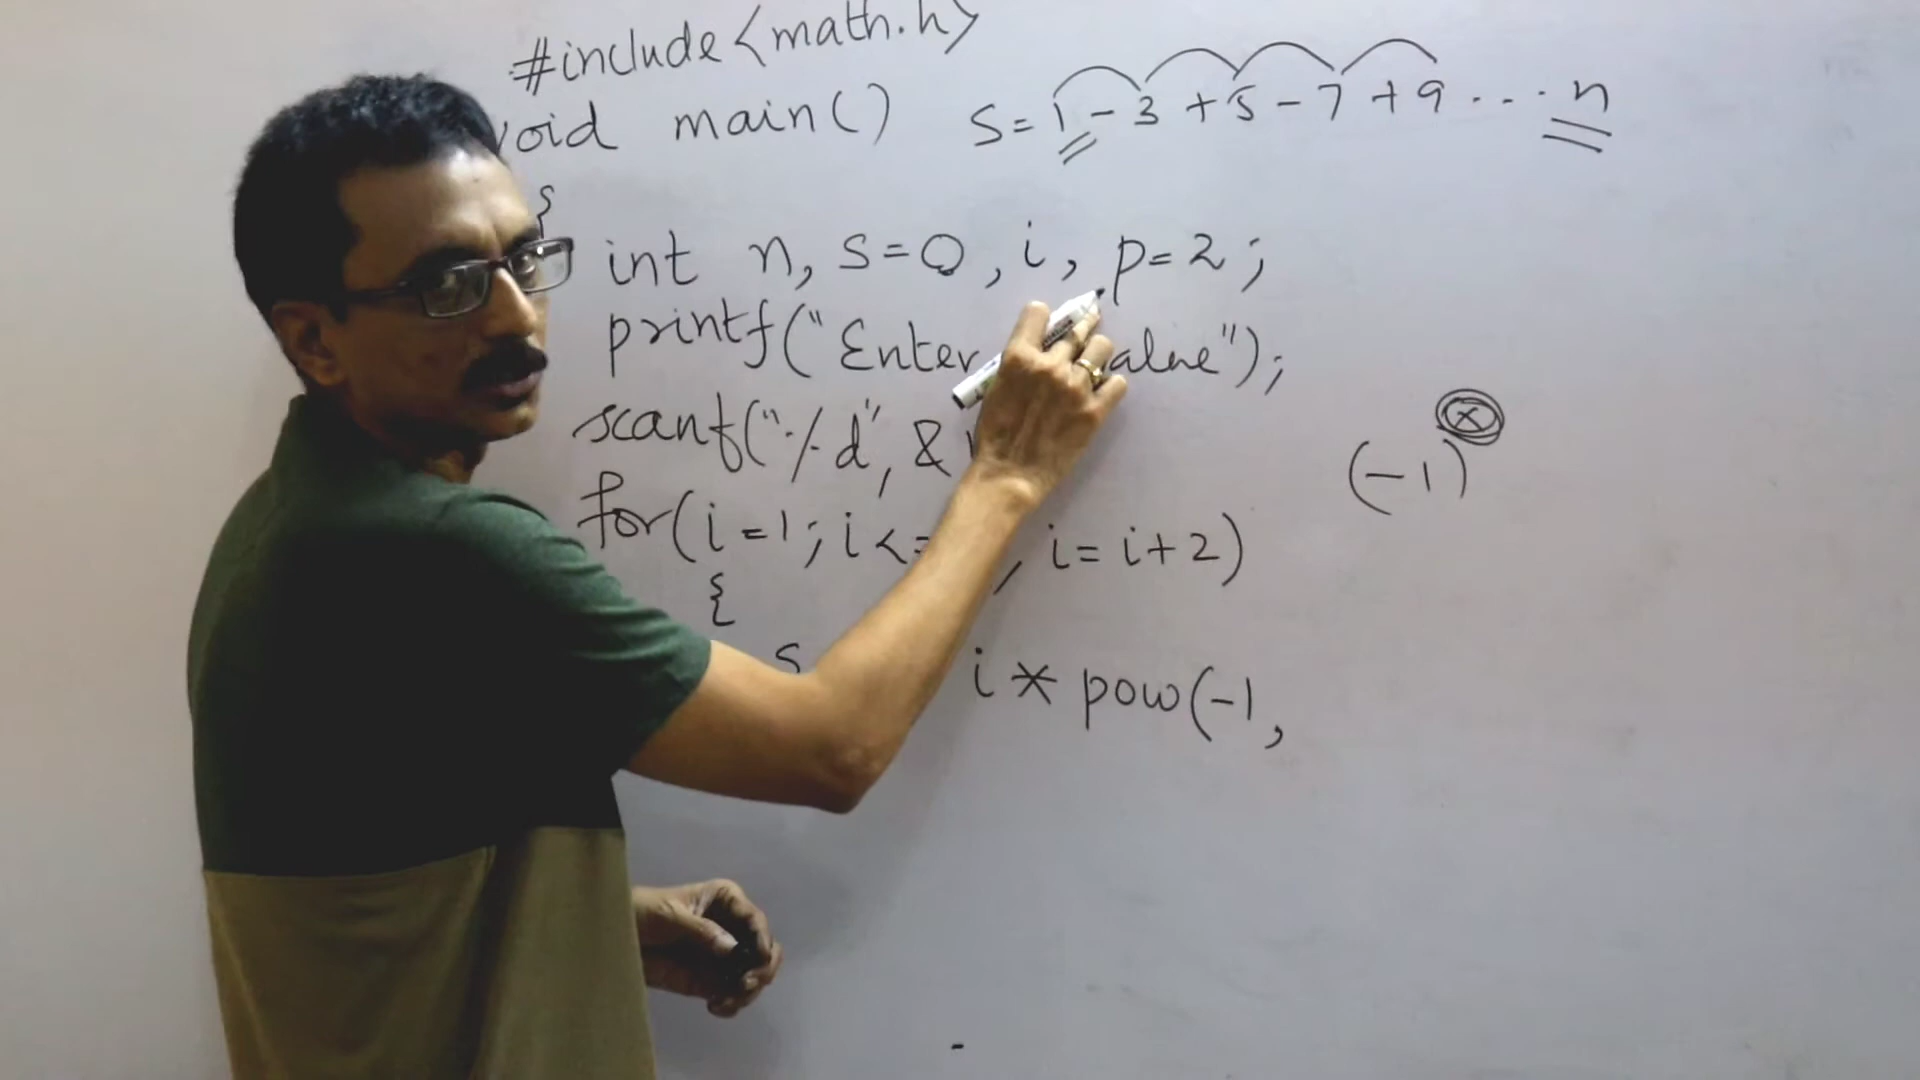 #include<math.h>
void main()
S=1-3+5-7+9...n
{
int n, s=0, i, p=2;
printf("Enter value");
scanf("%d", &
(-1)^x
for(i=1; i<= , i=i+2)
{
s i*pow(-1,